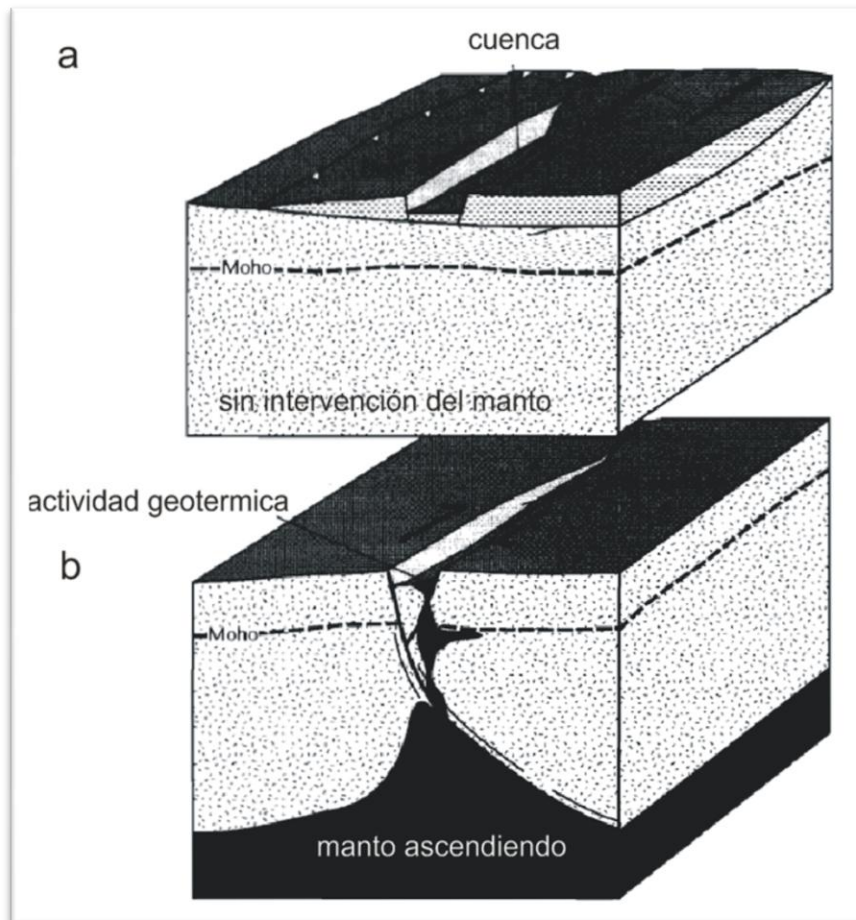 a
cuenca
Moho
sin intervención del manto
actividad geotermica
b
Moho
manto ascendiendo